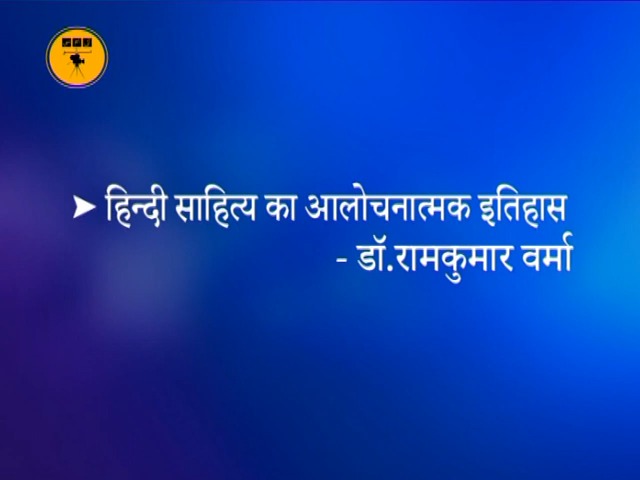 ➤ हिन्दी साहित्य का आलोचनात्मक इतिहास
- डॉ.रामकुमार वर्मा